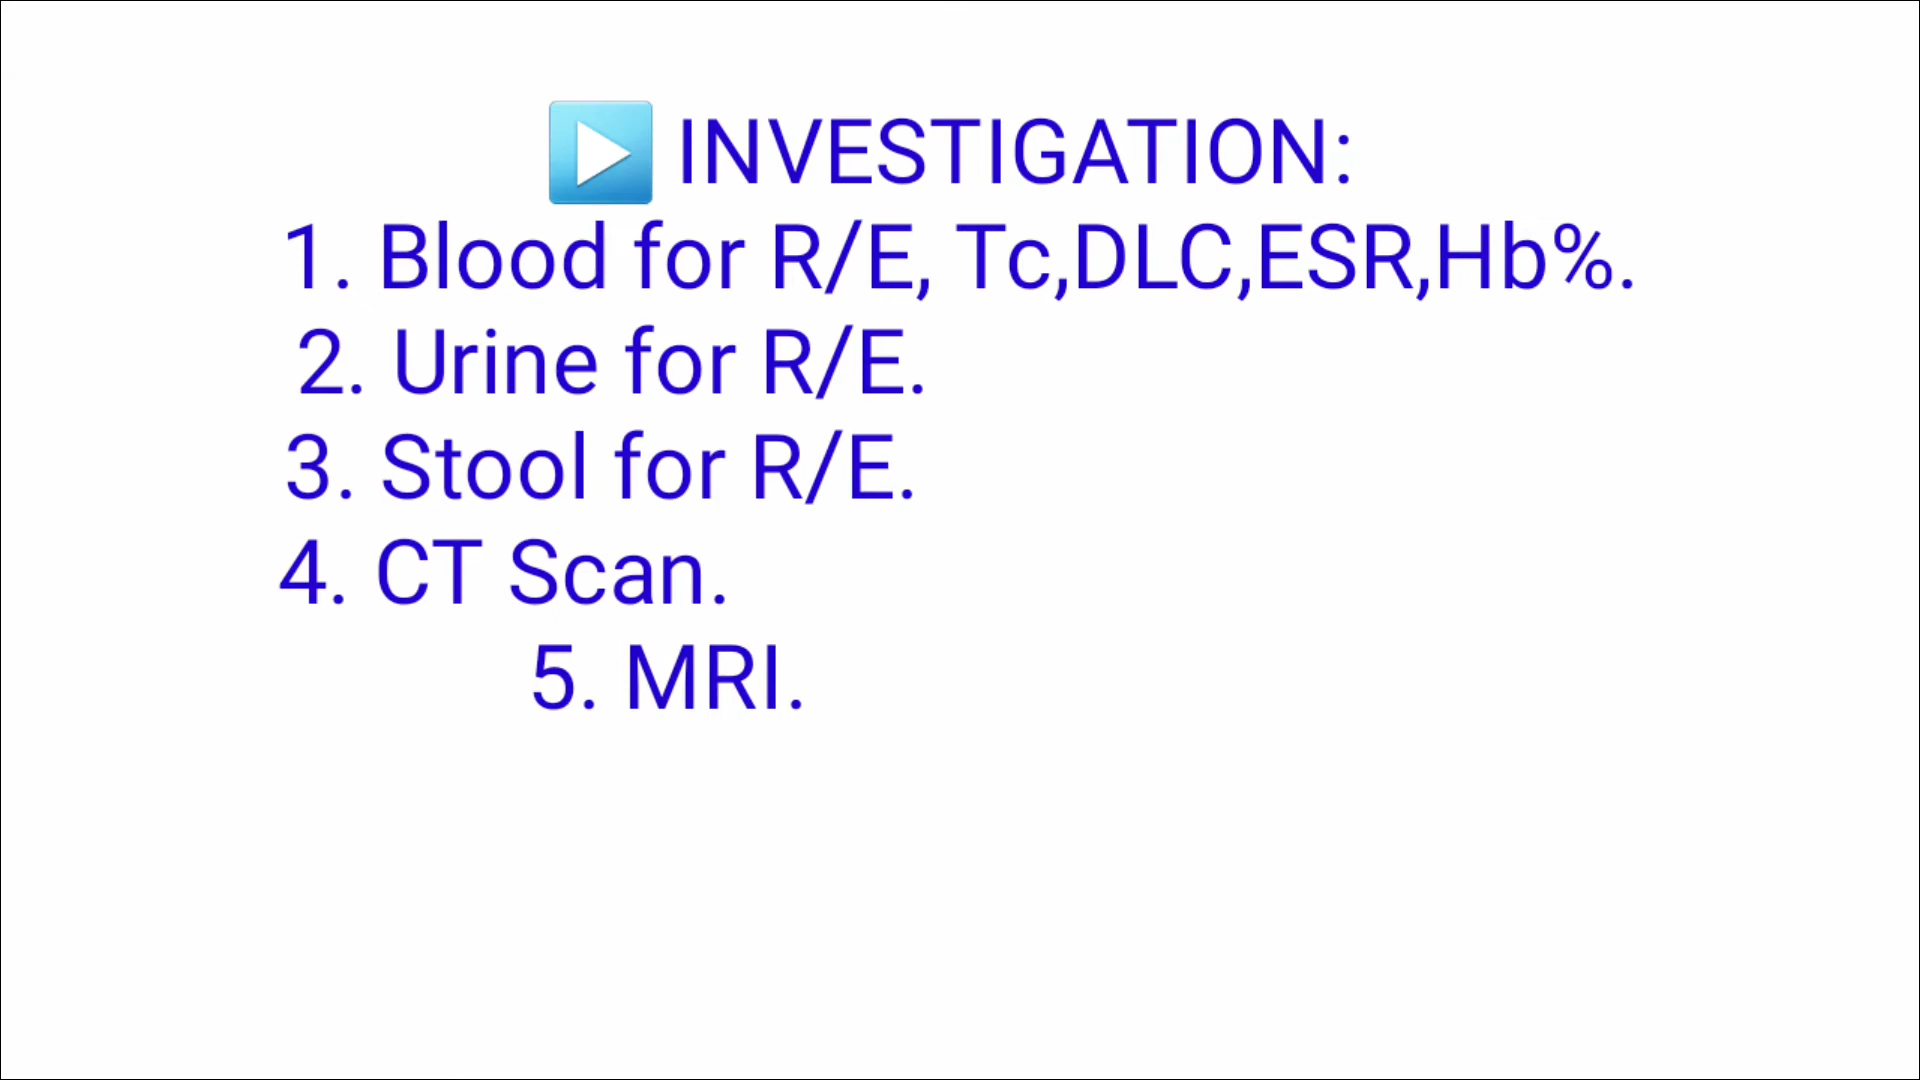 ▶️ INVESTIGATION:
1. Blood for R/E, Tc,DLC,ESR,Hb%.
2. Urine for R/E.
3. Stool for R/E.
4. CT Scan.
5. MRI.